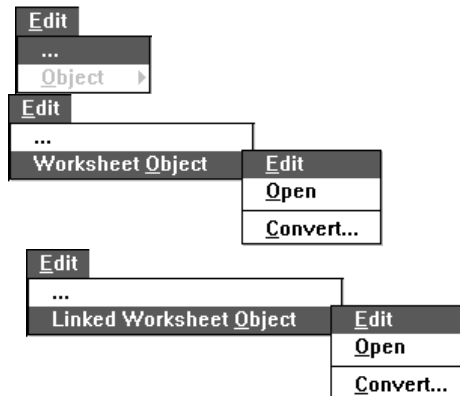 Edit
...
Object
Edit
...
Worksheet Object
Edit
Open
Convert...
Edit
...
Linked Worksheet Object
Edit
Open
Convert...